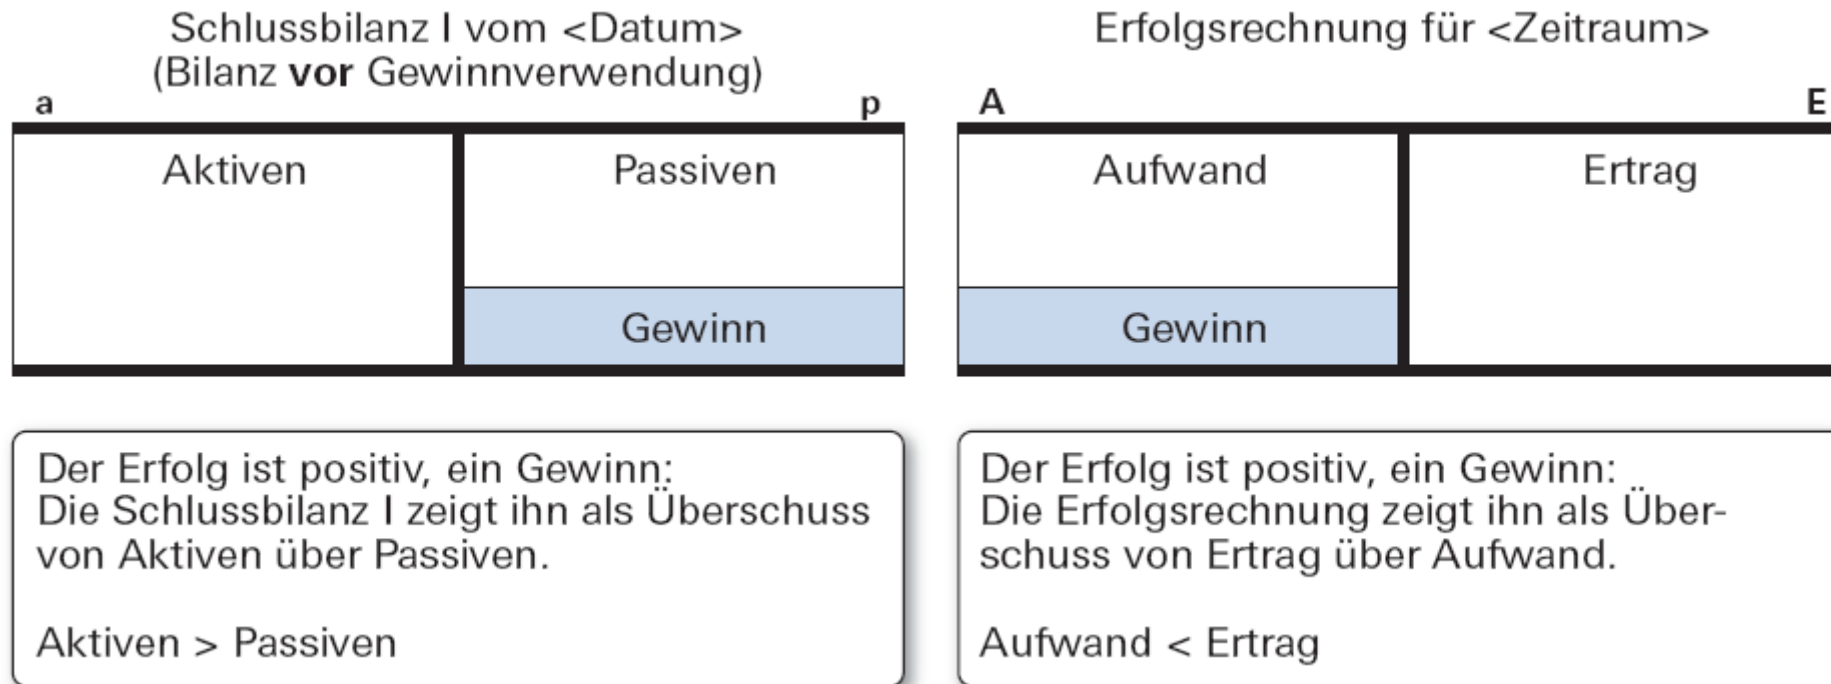 Schlussbilanz I vom <Datum>
(Bilanz vor Gewinnverwendung)
a p
Aktiven Passiven
Gewinn
Der Erfolg ist positiv, ein Gewinn:
Die Schlussbilanz I zeigt ihn als Überschuss
von Aktiven über Passiven.
Aktiven > Passiven
Erfolgsrechnung für <Zeitraum>
A E
Aufwand Ertrag
Gewinn
Der Erfolg ist positiv, ein Gewinn:
Die Erfolgsrechnung zeigt ihn als Über-
schuss von Ertrag über Aufwand.
Aufwand < Ertrag